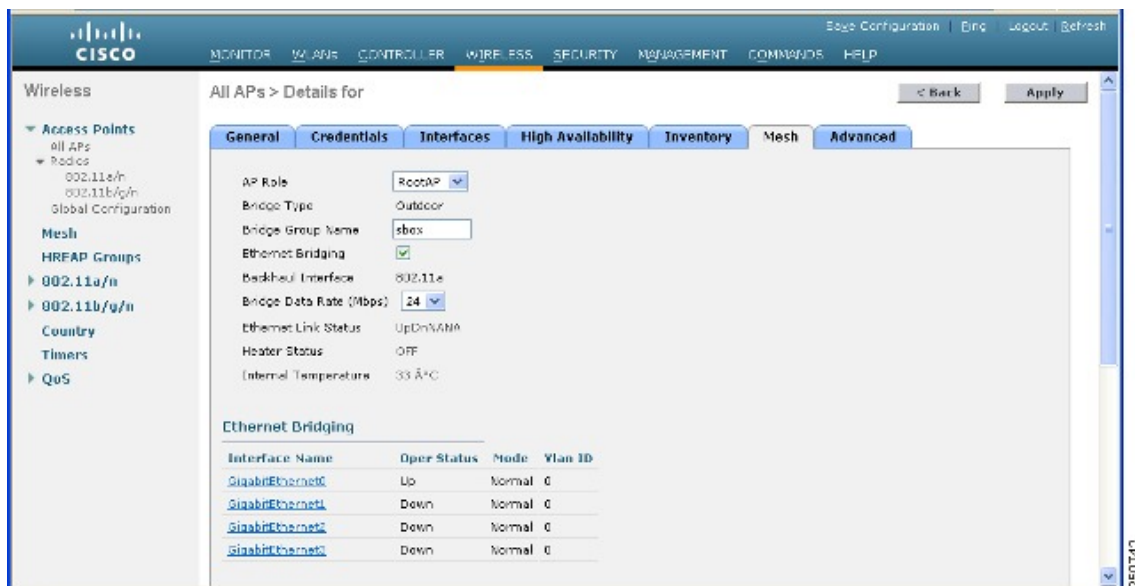 Save Configuration | Ping | Logout | Refresh
CISCO
MONITOR WLANs CONTROLLER WIRELESS SECURITY MANAGEMENT COMMANDS HELP
Wireless
All APs > Details for
< Back Apply
Access Points
All APs
Radios
802.11a/n
802.11b/g/n
Global Configuration
Mesh
HREAP Groups
802.11a/n
802.11b/g/n
Country
Timers
QoS
General Credentials Interfaces High Availability Inventory Mesh Advanced
AP Role RootAP
Bridge Type Outdoor
Bridge Group Name sbox
Ethernet Bridging
Backhaul Interface 802.11a
Bridge Data Rate (Mbps) 24
Ethernet Link Status UpDnNANA
Heater Status OFF
Internal Temperature 33 Â°C
Ethernet Bridging
Interface Name Oper Status Mode Vlan ID
GigabitEthernet0 Up Normal 0
GigabitEthernet1 Down Normal 0
GigabitEthernet2 Down Normal 0
GigabitEthernet3 Down Normal 0